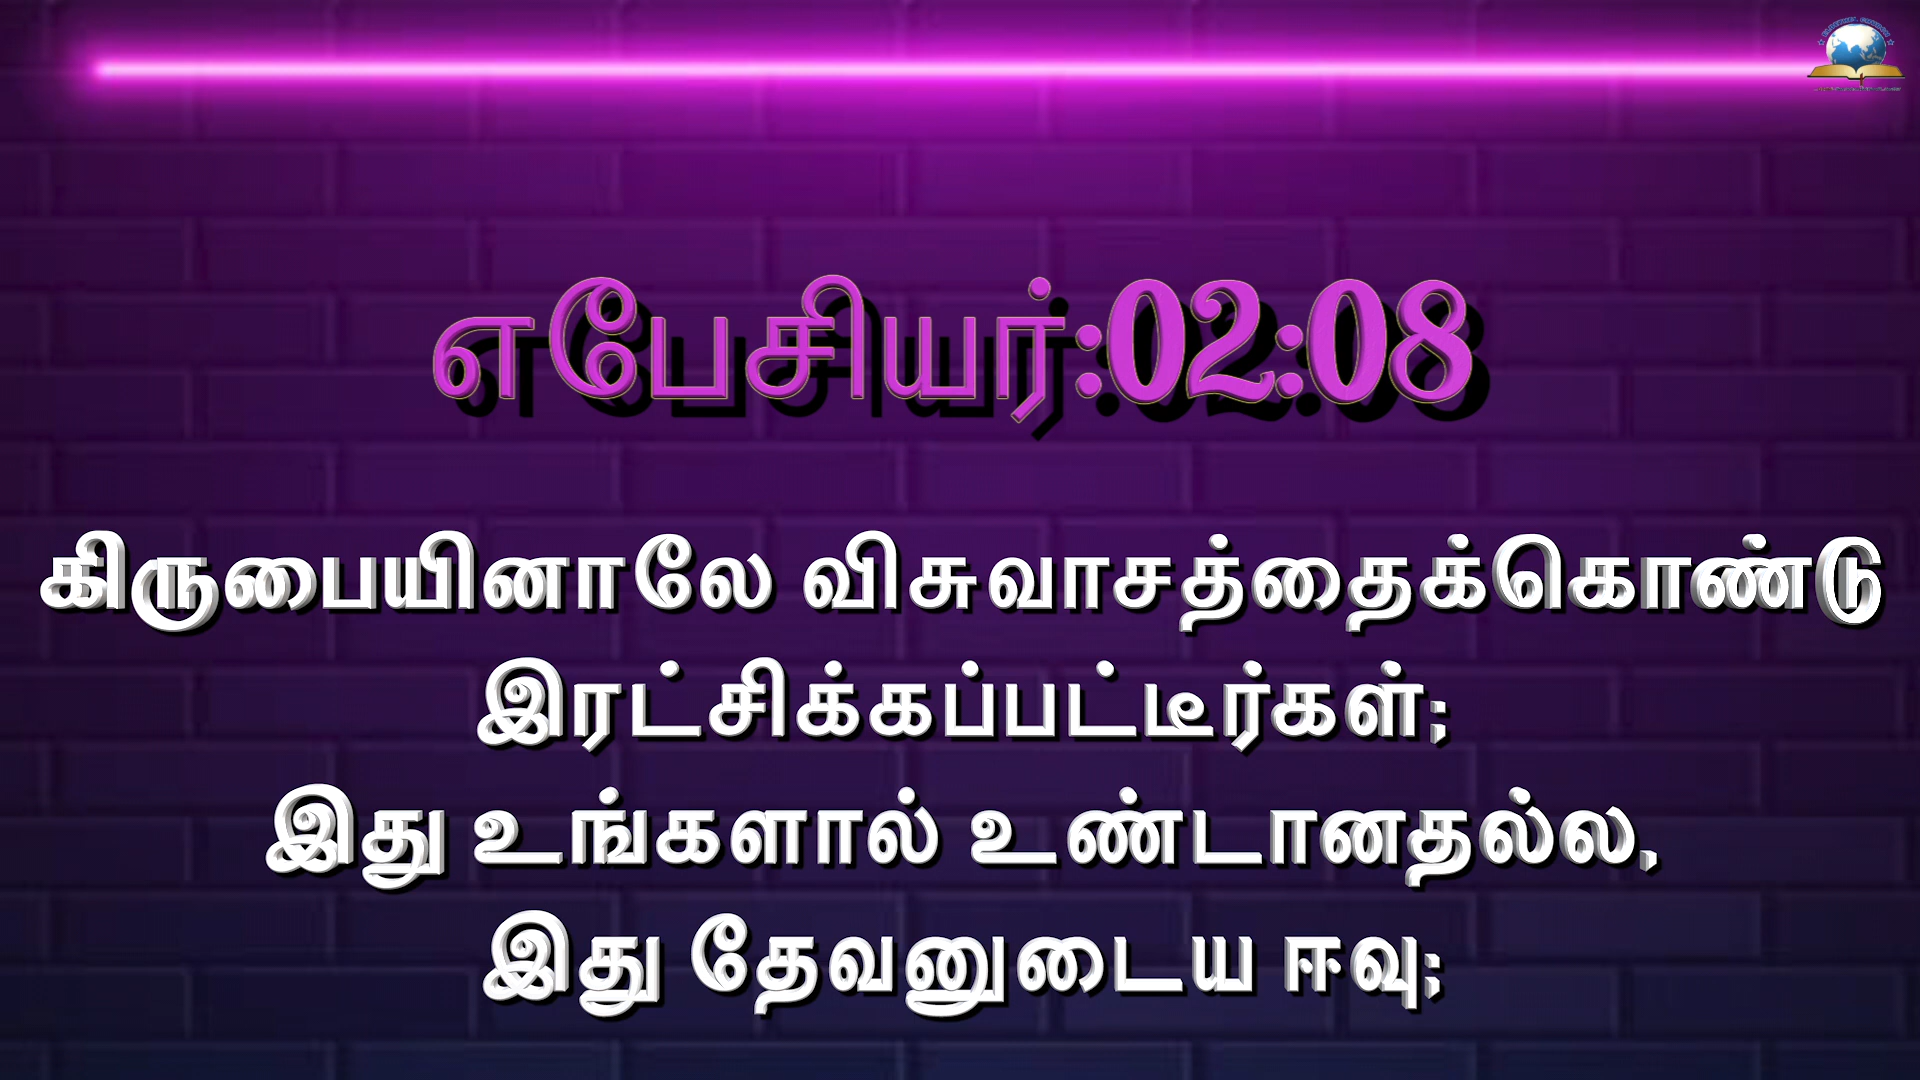 எபேசியர்:02:08
கிருபையினாலே விசுவாசத்தைக்கொண்டு
இரட்சிக்கப்பட்டீர்கள்;
இது உங்களால் உண்டானதல்ல,
இது தேவனுடைய ஈவு;